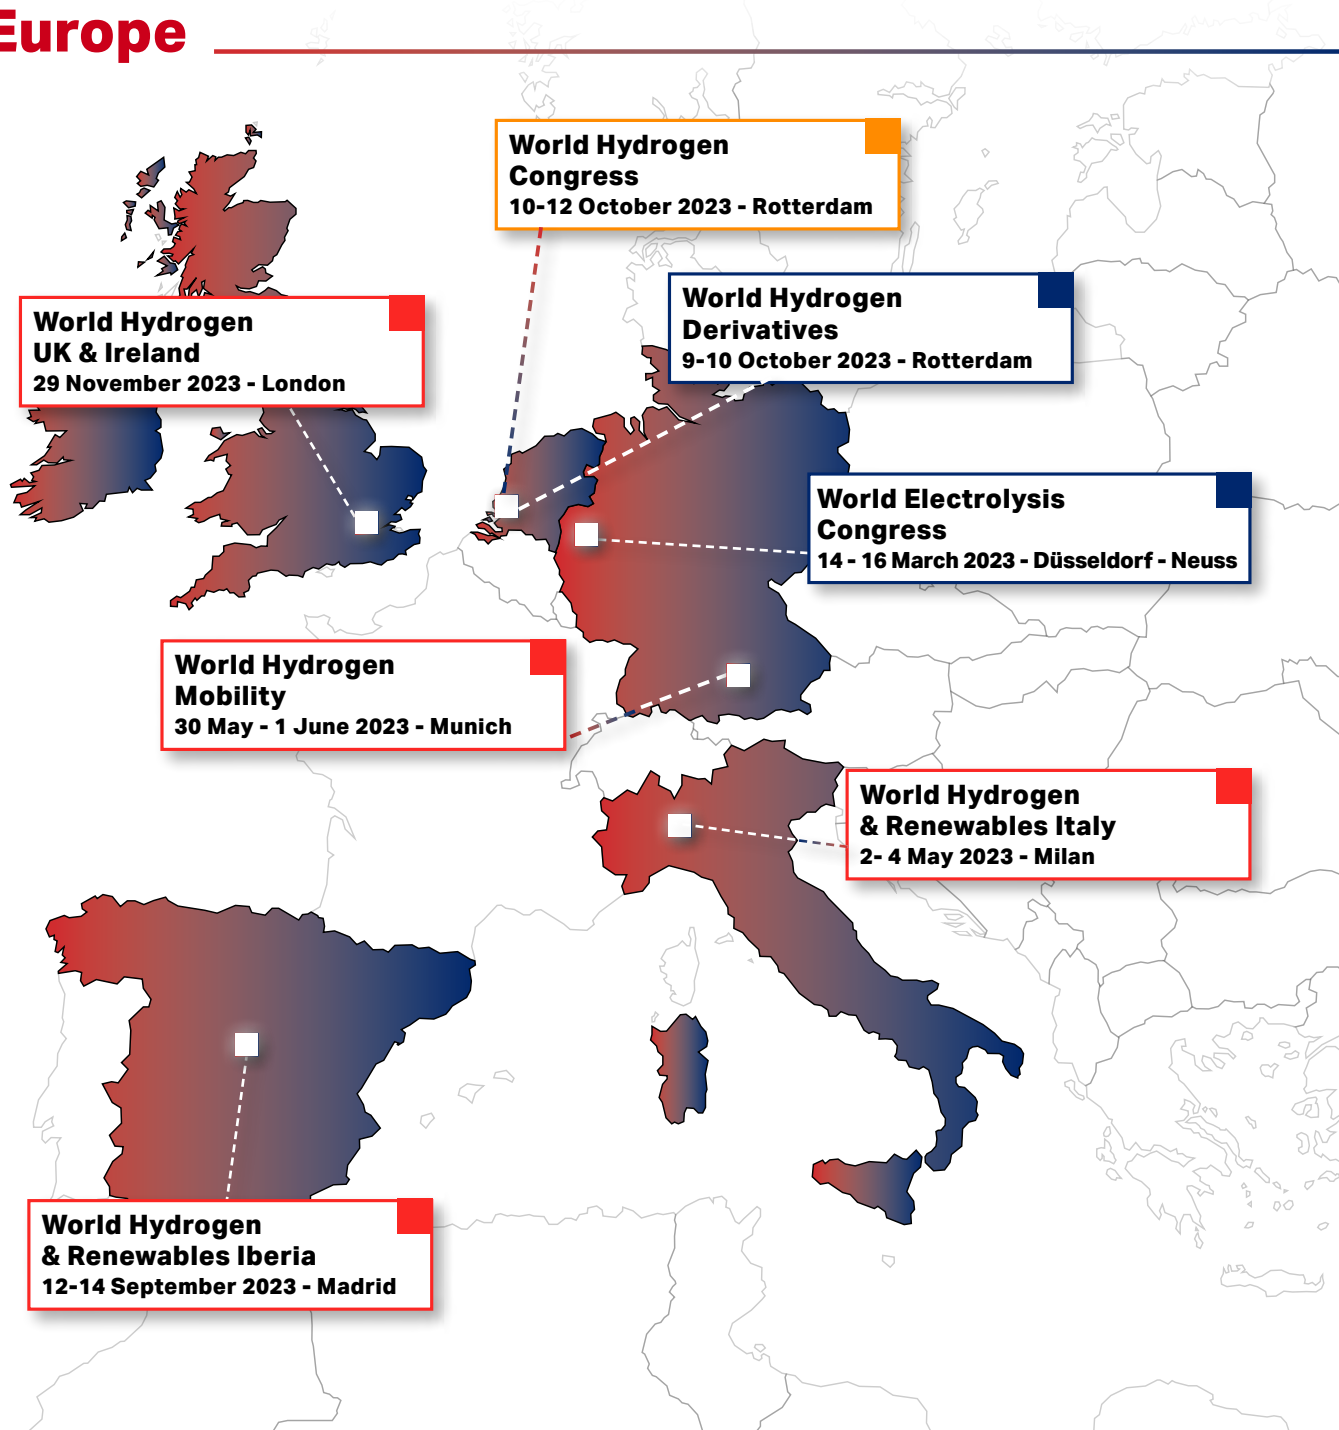 Europe
World Hydrogen
Congress
10-12 October 2023 - Rotterdam
World Hydrogen
Derivatives
9-10 October 2023 - Rotterdam
World Hydrogen
UK & Ireland
29 November 2023 - London
World Electrolysis
Congress
14 - 16 March 2023 - Düsseldorf - Neuss
World Hydrogen
Mobility
30 May - 1 June 2023 - Munich
World Hydrogen
& Renewables Italy
2- 4 May 2023 - Milan
World Hydrogen
& Renewables Iberia
12-14 September 2023 - Madrid